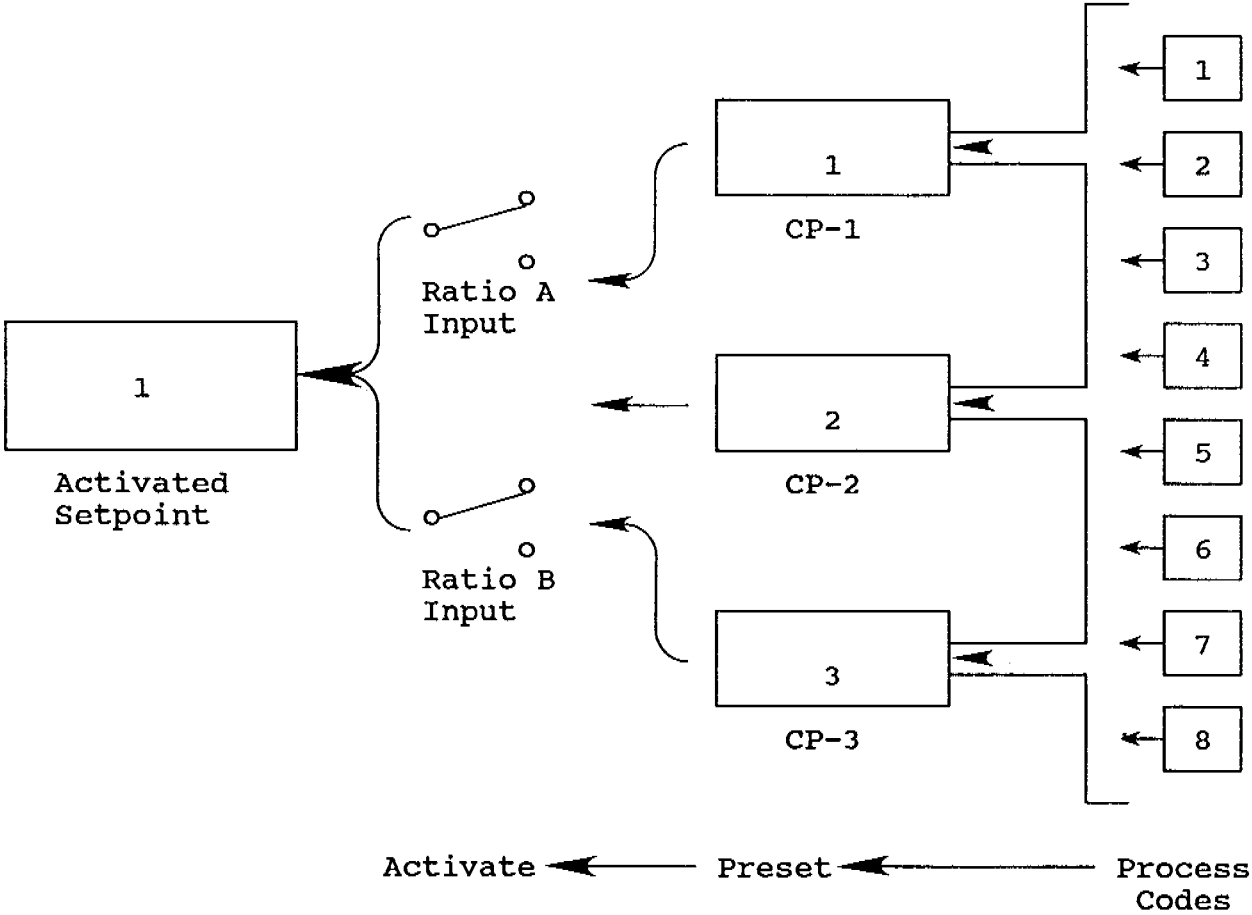 1
Activated
Setpoint
Ratio A
Input
Ratio B
Input
1
CP-1
2
CP-2
3
CP-3
1
2
3
4
5
6
7
8
Activate
Preset
Process
Codes